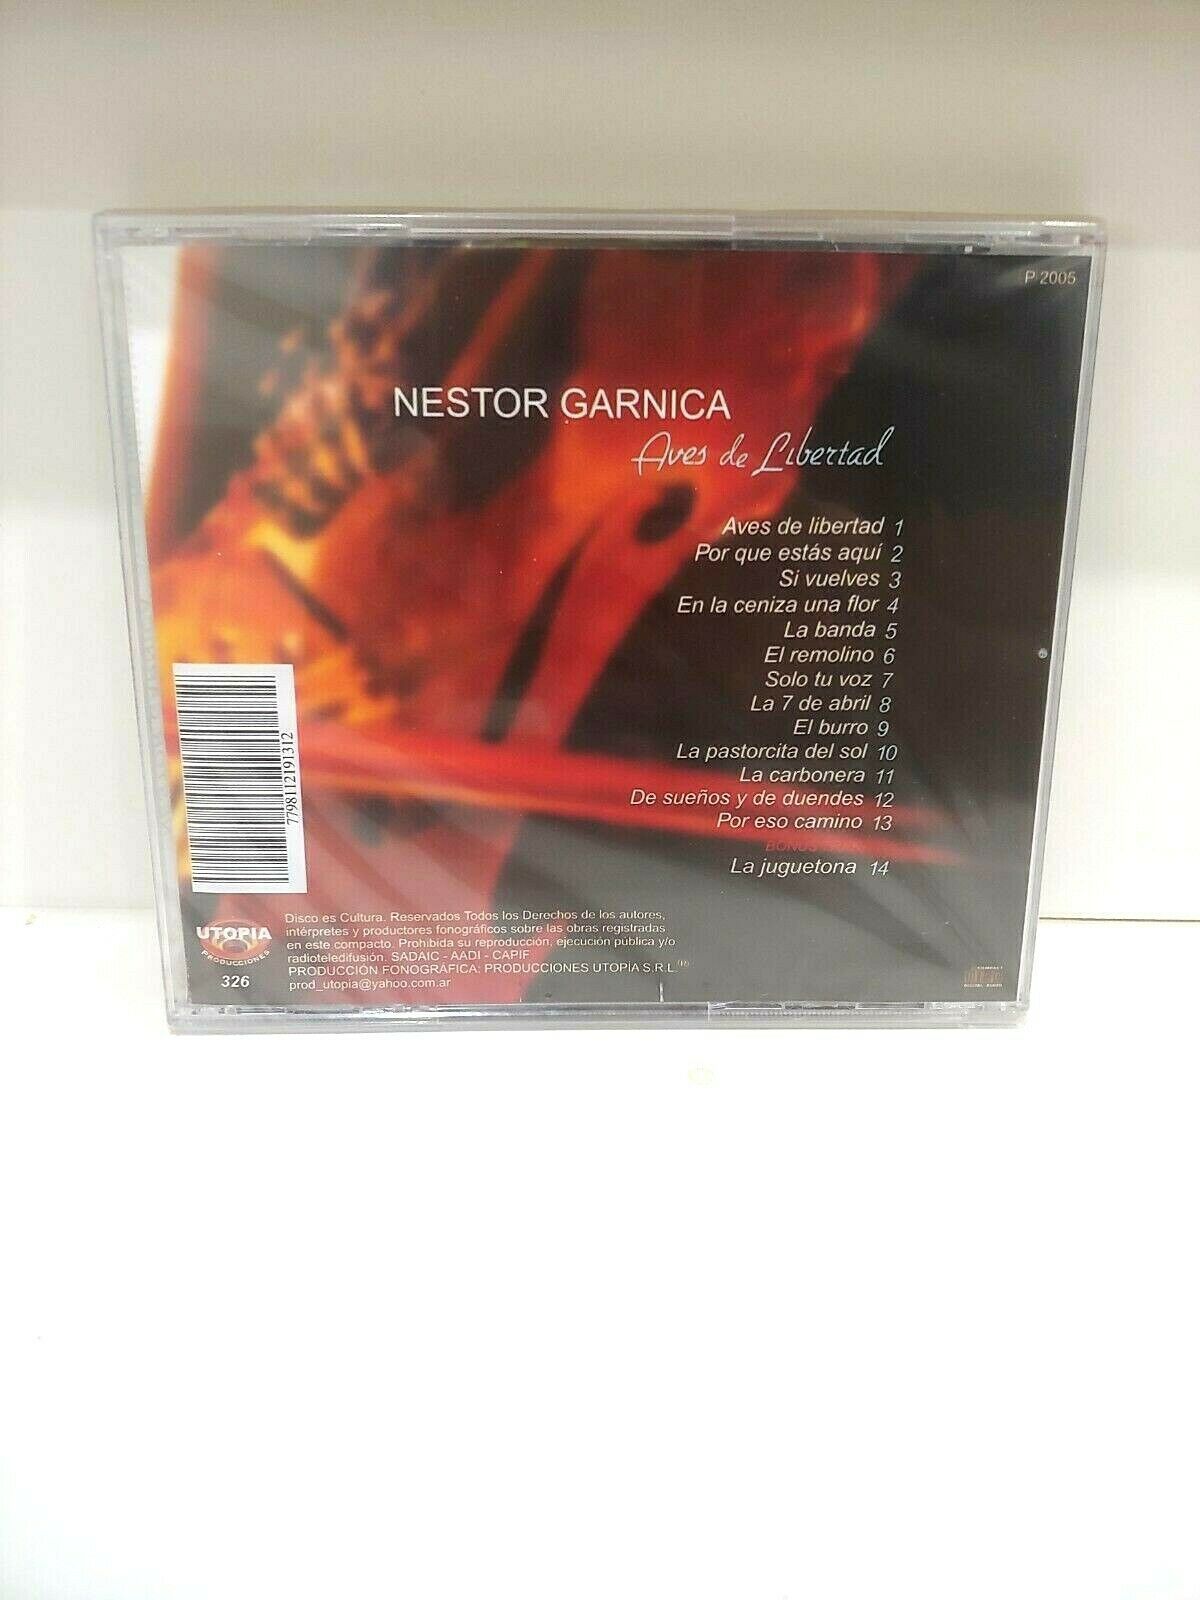 P 2005
NESTOR GARNICA
Aves de Libertad
Aves de libertad 1
Por que estás aquí 2
Si vuelves 3
En la ceniza una flor 4
La banda 5
El remolino 6
Solo tu voz 7
La 7 de abril 8
El burro 9
La pastorcita del sol 10
La carbonera 11
De sueños y de duendes 12
Por eso camino 13
BONUS
La juguetona 14
7798112191312
UTOPIA
PRODUCCIONES
326
Disco es Cultura. Reservados Todos los Derechos de los autores,
intérpretes y productores fonográficos sobre las obras registradas
en este compacto. Prohibida su reproducción, ejecución pública y/o
radioteledifusión. SADAIC - AADI - CAPIF
PRODUCCIÓN FONOGRÁFICA: PRODUCCIONES UTOPÍA S.R.L.
prod_utopia@yahoo.com.ar
COMPACT
disc
DIGITAL AUDIO